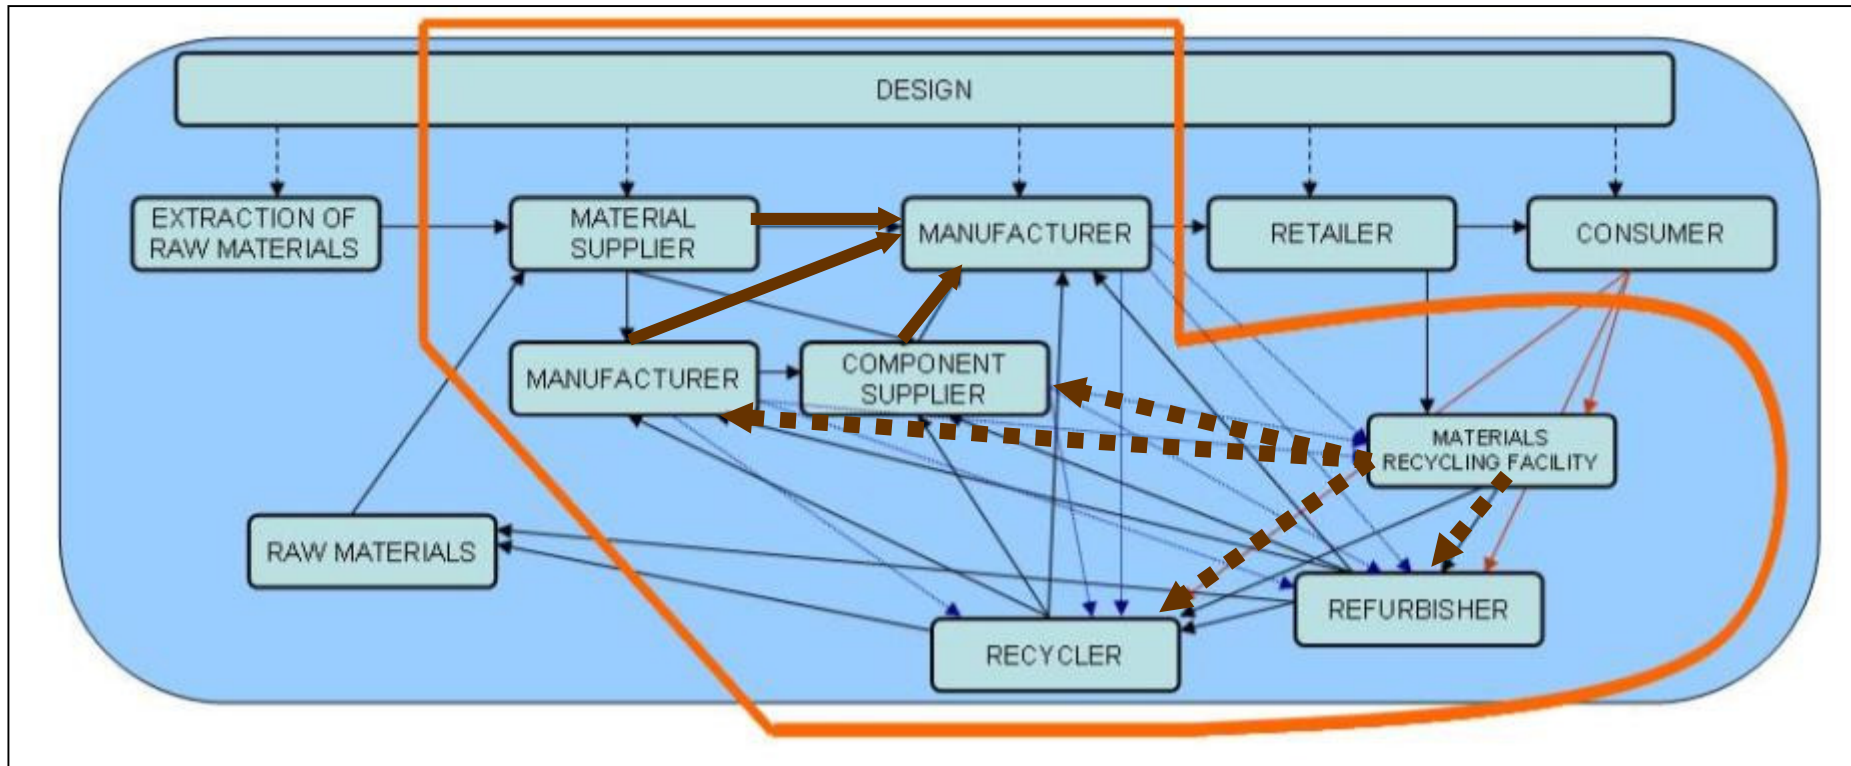 DESIGN
EXTRACTION OF
RAW MATERIALS
MATERIAL
SUPPLIER
MANUFACTURER
RETAILER
CONSUMER
MANUFACTURER
COMPONENT
SUPPLIER
MATERIALS
RECYCLING FACILITY
RAW MATERIALS
REFURBISHER
RECYCLER